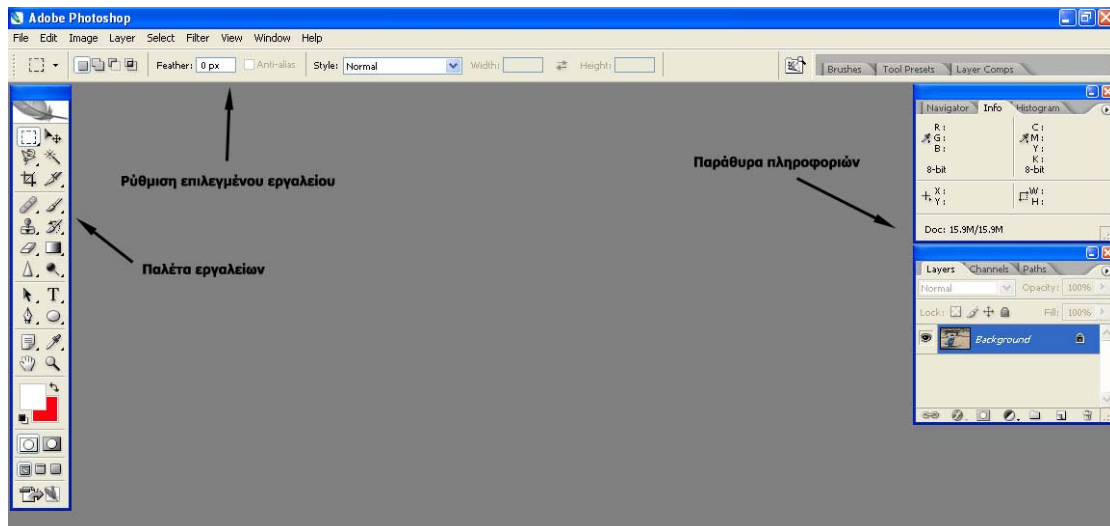 Adobe Photoshop
File Edit Image Layer Select Filter View Window Help
Feather: 0 px Anti-alias Style: Normal Width: Height:
Brushes Tool Presets Layer Comps
Navigator Info Histogram
R: C:
G: M:
B: Y:
K:
8-bit 8-bit
X: W:
Y: H:
Doc: 15.9M/15.9M
Ρύθμιση επιλεγμένου εργαλείου
Παράθυρα πληροφοριών
Παλέτα εργαλείων
Layers Channels Paths
Normal Opacity: 100%
Lock: Fill: 100%
Background
T